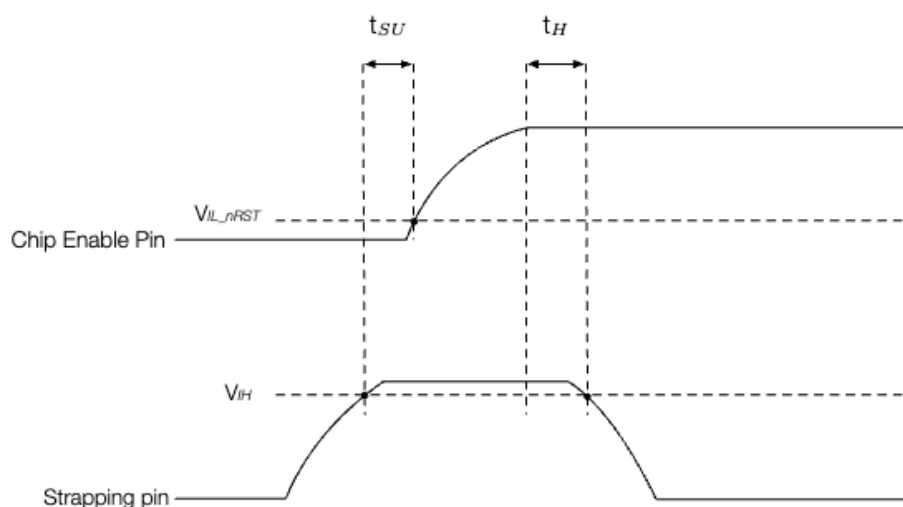 tSU tH
VIL_nRST
Chip Enable Pin
VIH
Strapping pin